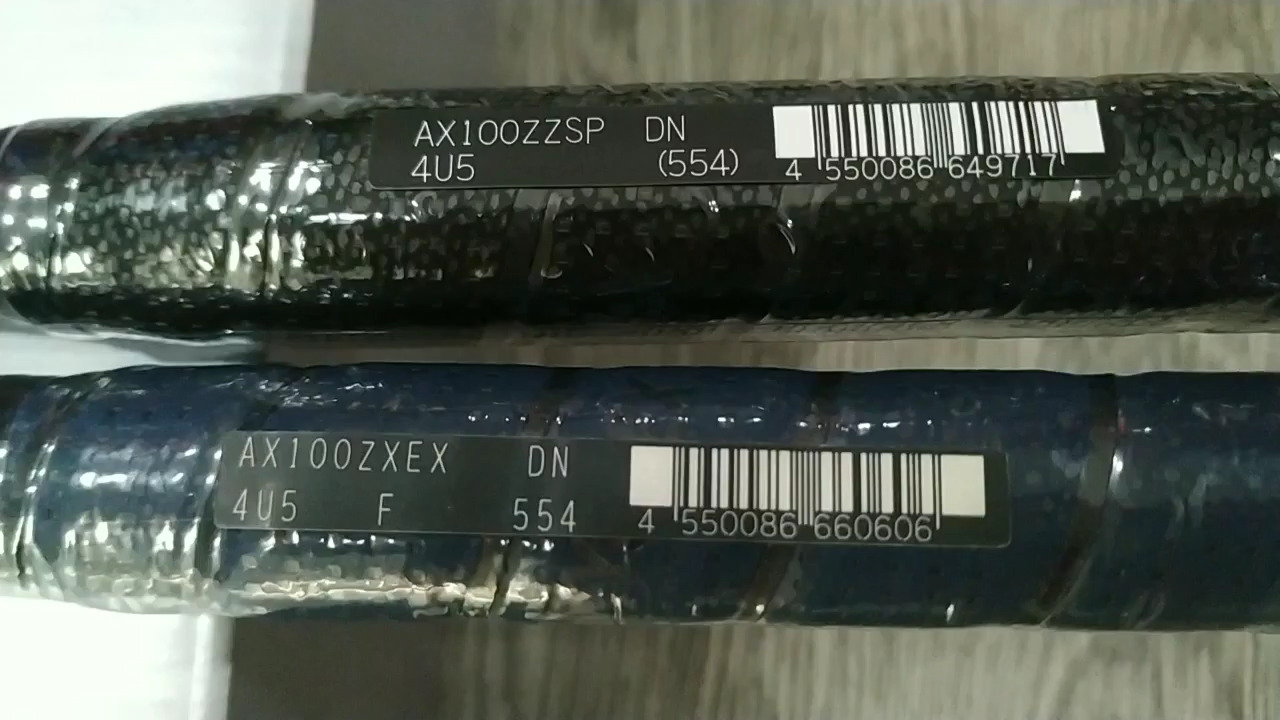 AX100ZZSP DN
4U5 (554)
4 550086 649717
AX100ZXEX DN
4U5 F 554
4 550086 660606